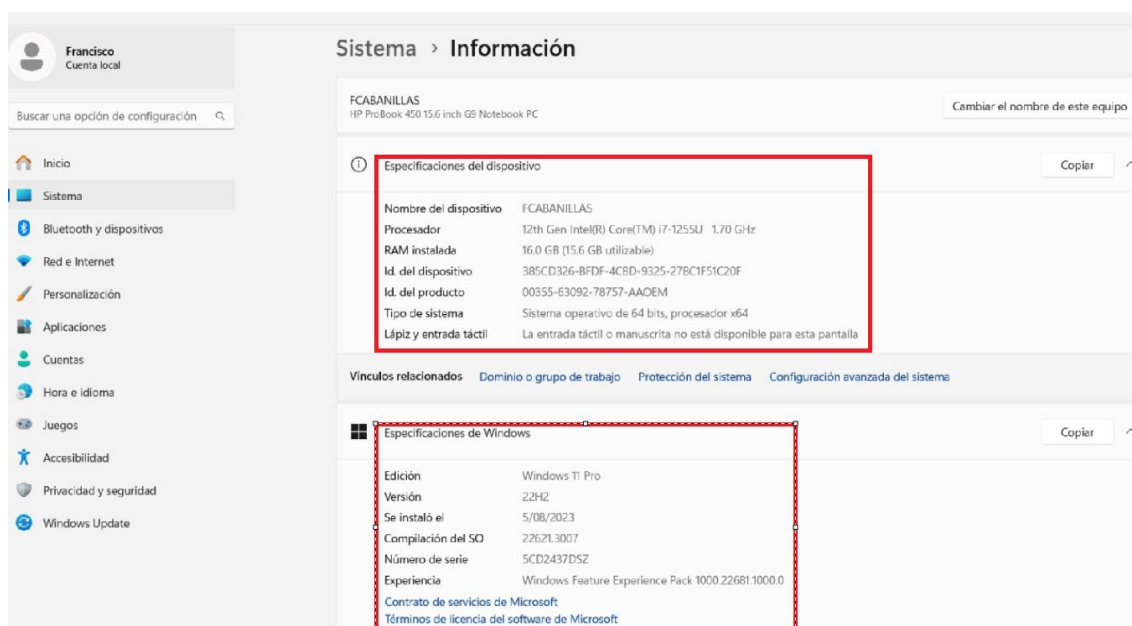 Francisco
Cuenta local
Buscar una opción de configuración
Inicio
Sistema
Bluetooth y dispositivos
Red e Internet
Personalización
Aplicaciones
Cuentas
Hora e idioma
Juegos
Accesibilidad
Privacidad y seguridad
Windows Update
Sistema > Información
FCABANILLAS
HP ProBook 450 15.6 inch G9 Notebook PC
Cambiar el nombre de este equipo
Especificaciones del dispositivo
Copiar
Nombre del dispositivo FCABANILLAS
Procesador 12th Gen Intel(R) Core(TM) i7-1255U 1.70 GHz
RAM instalada 16.0 GB (15.6 GB utilizable)
Id. del dispositivo 385CD326-BFDF-4C8D-9325-27BC1F51C20F
Id. del producto 00355-63092-78757-AAOEM
Tipo de sistema Sistema operativo de 64 bits, procesador x64
Lápiz y entrada táctil La entrada táctil o manuscrita no está disponible para esta pantalla
Vínculos relacionados Dominio o grupo de trabajo Protección del sistema Configuración avanzada del sistema
Especificaciones de Windows
Copiar
Edición Windows 11 Pro
Versión 22H2
Se instaló el 5/08/2023
Compilación del SO 22621.3007
Número de serie 5CD2437DSZ
Experiencia Windows Feature Experience Pack 1000.22681.1000.0
Contrato de servicios de Microsoft
Términos de licencia del software de Microsoft